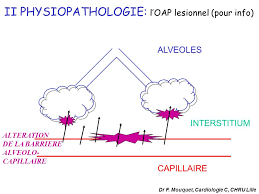 II PHYSIOPATHOLOGIE: l'OAP lesionnel (pour info)
ALVEOLES
INTERSTITIUM
ALTERATION
DE LA BARRIERE
ALVEOLO-
CAPILLAIRE
CAPILLAIRE
Dr F. Mouquet, Cardiologie C, CHRU Lille